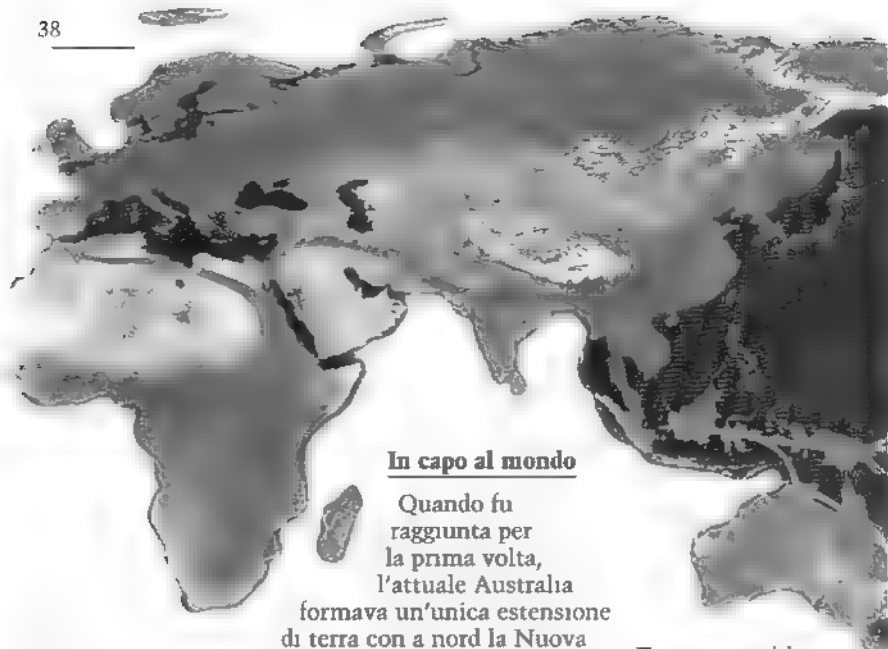 38
In capo al mondo
Quando fu
raggiunta per
la prima volta,
l'attuale Australia
formava un'unica estensione
di terra con a nord la Nuova